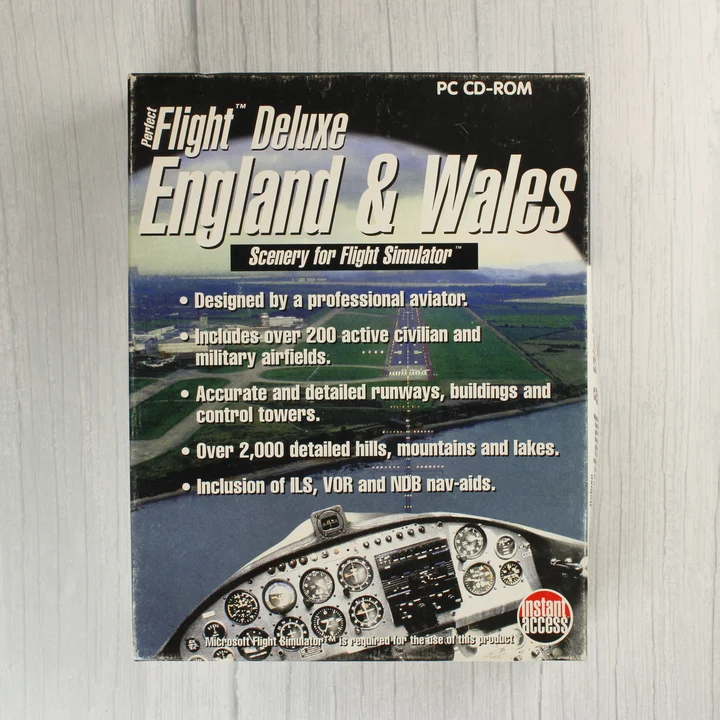 PC CD-ROM
Perfect
Flight™ Deluxe
England & Wales
Scenery for Flight Simulator™
• Designed by a professional aviator.
• Includes over 200 active civilian and
military airfields.
• Accurate and detailed runways, buildings and
control towers.
• Over 2,000 detailed hills, mountains and lakes.
• Inclusion of ILS, VOR and NDB nav-aids.
instant
access
Microsoft Flight Simulator™ is required for the use of this product